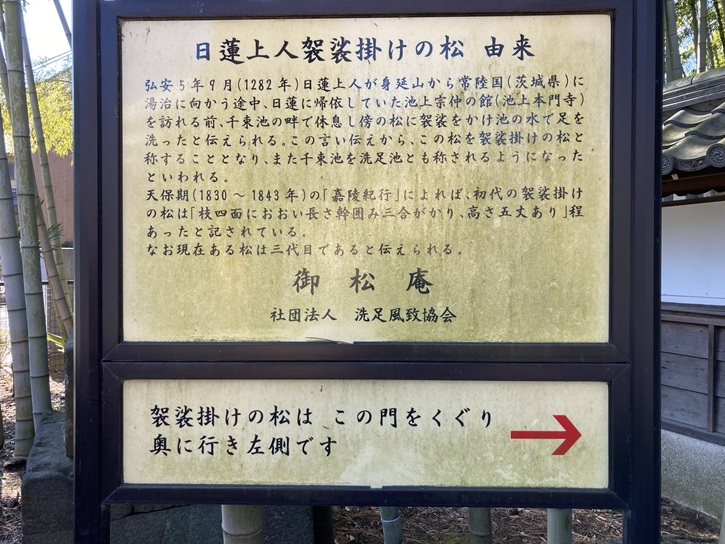 日蓮上人袈裟掛けの松 由来
弘安5年9月(1282年)日蓮上人が身延山から常陸国(茨城県)に
湯治に向かう途中、日蓮に帰依していた池上宗仲の館(池上本門寺)
を訪れる前、千束池の畔で休息し傍の松に袈裟をかけ池の水で足を
洗ったと伝えられる。この言い伝えから、この松を袈裟掛けの松と
称することとなり、また千束池を洗足池とも称されるようになった
といわれる。
天保期(1830〜1843年)の「嘉陵紀行」によれば、初代の袈裟掛け
の松は「枝四面におおい長さ幹囲み三合がかり、高さ五丈あり」程
あったと記されている。
なお現在ある松は三代目であると伝えられる。
御松庵
社団法人 洗足風致協会
袈裟掛けの松は この門をくぐり
奥に行き左側です